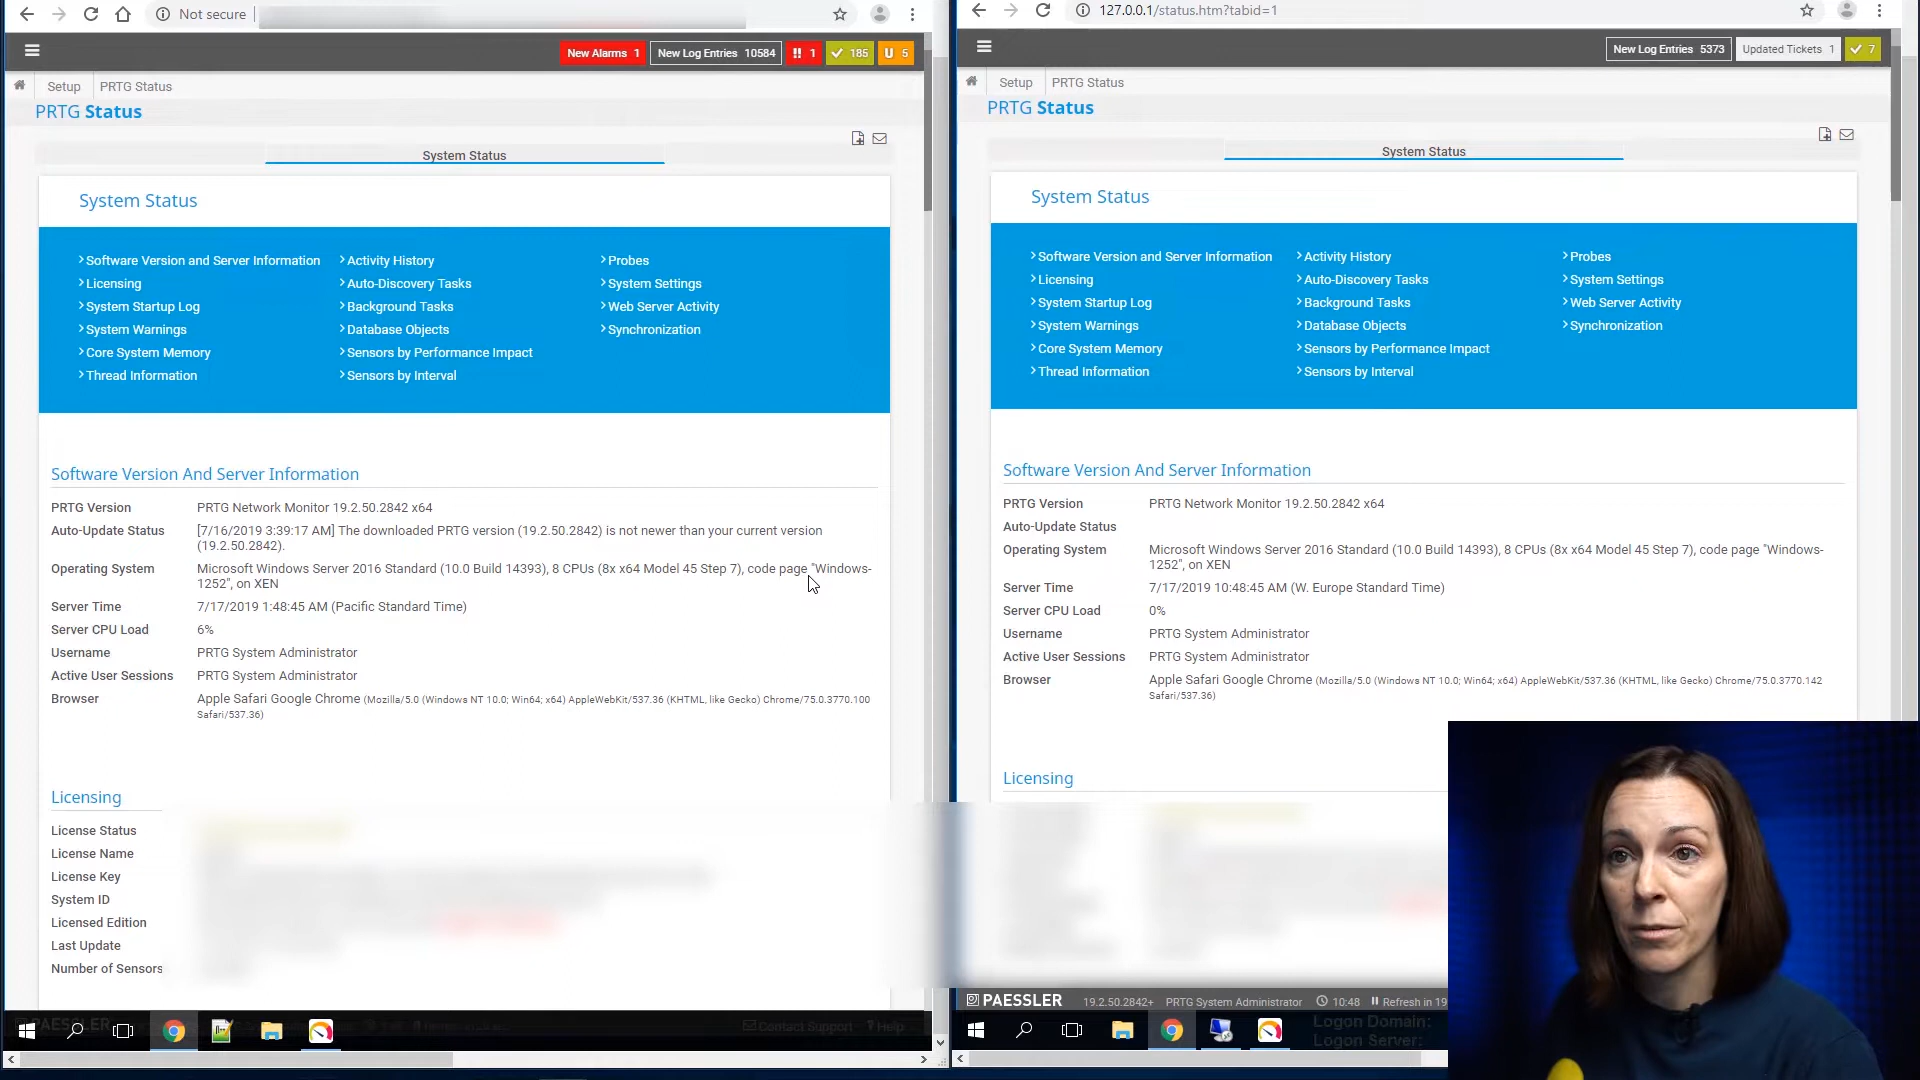 Not secure
New Alarms 1
New Log Entries 10584
!! 1
185
U 5
Setup
PRTG Status
PRTG Status
System Status
System Status
Software Version and Server Information
Licensing
System Startup Log
System Warnings
Core System Memory
Thread Information
Activity History
Auto-Discovery Tasks
Background Tasks
Database Objects
Sensors by Performance Impact
Sensors by Interval
Probes
System Settings
Web Server Activity
Synchronization
Software Version And Server Information
PRTG Version PRTG Network Monitor 19.2.50.2842 x64
Auto-Update Status [7/16/2019 3:39:17 AM] The downloaded PRTG version (19.2.50.2842) is not newer than your current version
(19.2.50.2842).
Operating System Microsoft Windows Server 2016 Standard (10.0 Build 14393), 8 CPUs (8x x64 Model 45 Step 7), code page "Windows-
1252", on XEN
Server Time 7/17/2019 1:48:45 AM (Pacific Standard Time)
Server CPU Load 6%
Username PRTG System Administrator
Active User Sessions PRTG System Administrator
Browser Apple Safari Google Chrome (Mozilla/5.0 (Windows NT 10.0; Win64; x64) AppleWebKit/537.36 (KHTML, like Gecko) Chrome/75.0.3770.100
Safari/537.36)
Licensing
License Status
License Name
License Key
System ID
Licensed Edition
Last Update
Number of Sensors
Contact Support
Help
127.0.0.1/status.htm?tabid=1
New Log Entries 5373
Updated Tickets 1
7
Setup
PRTG Status
PRTG Status
System Status
System Status
Software Version and Server Information
Licensing
System Startup Log
System Warnings
Core System Memory
Thread Information
Activity History
Auto-Discovery Tasks
Background Tasks
Database Objects
Sensors by Performance Impact
Sensors by Interval
Probes
System Settings
Web Server Activity
Synchronization
Software Version And Server Information
PRTG Version PRTG Network Monitor 19.2.50.2842 x64
Auto-Update Status
Operating System Microsoft Windows Server 2016 Standard (10.0 Build 14393), 8 CPUs (8x x64 Model 45 Step 7), code page "Windows-
1252", on XEN
Server Time 7/17/2019 10:48:45 AM (W. Europe Standard Time)
Server CPU Load 0%
Username PRTG System Administrator
Active User Sessions PRTG System Administrator
Browser Apple Safari Google Chrome (Mozilla/5.0 (Windows NT 10.0; Win64; x64) AppleWebKit/537.36 (KHTML, like Gecko) Chrome/75.0.3770.142
Safari/537.36)
Licensing
PAESSLER 19.2.50.2842+ PRTG System Administrator 10:48 Refresh in 19
Logon Domain:
Logon Server: